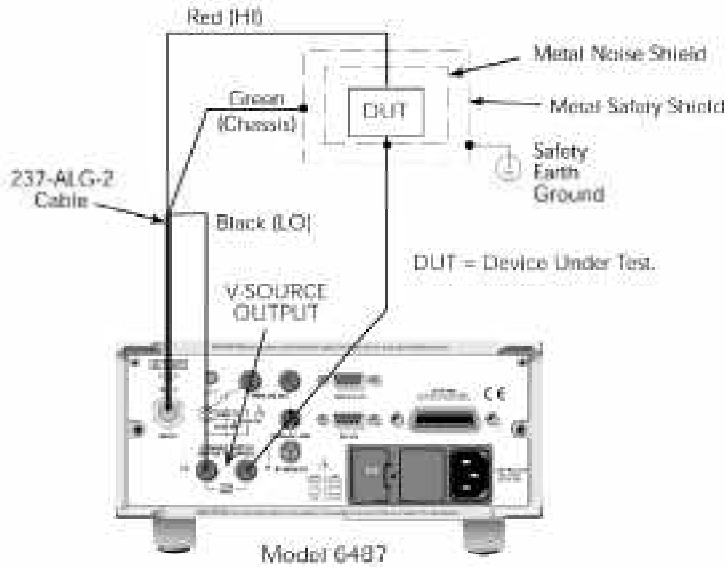 Red (HI)
Metal Noise Shield
Green
(Chassis)
DUT
Metal Safety Shield
Safety
Earth
Ground
237-ALG-2
Cable
Black (LO)
DUT = Device Under Test.
V-SOURCE
OUTPUT
CE
Model 6487